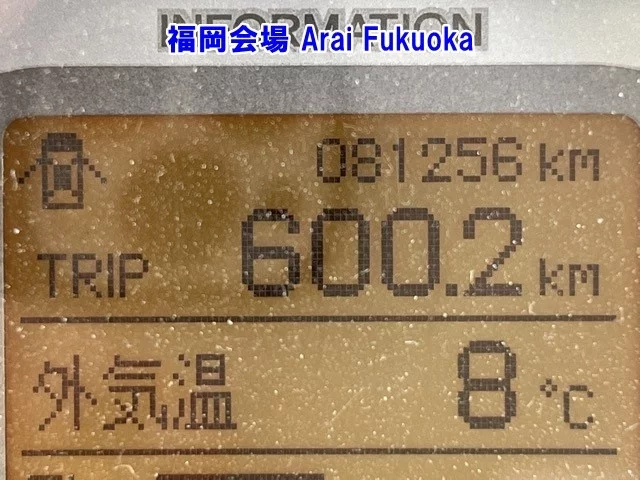 INFORMATION
福岡会場 Arai Fukuoka
081256 km
TRIP 600.2 km
外気温 8 °C